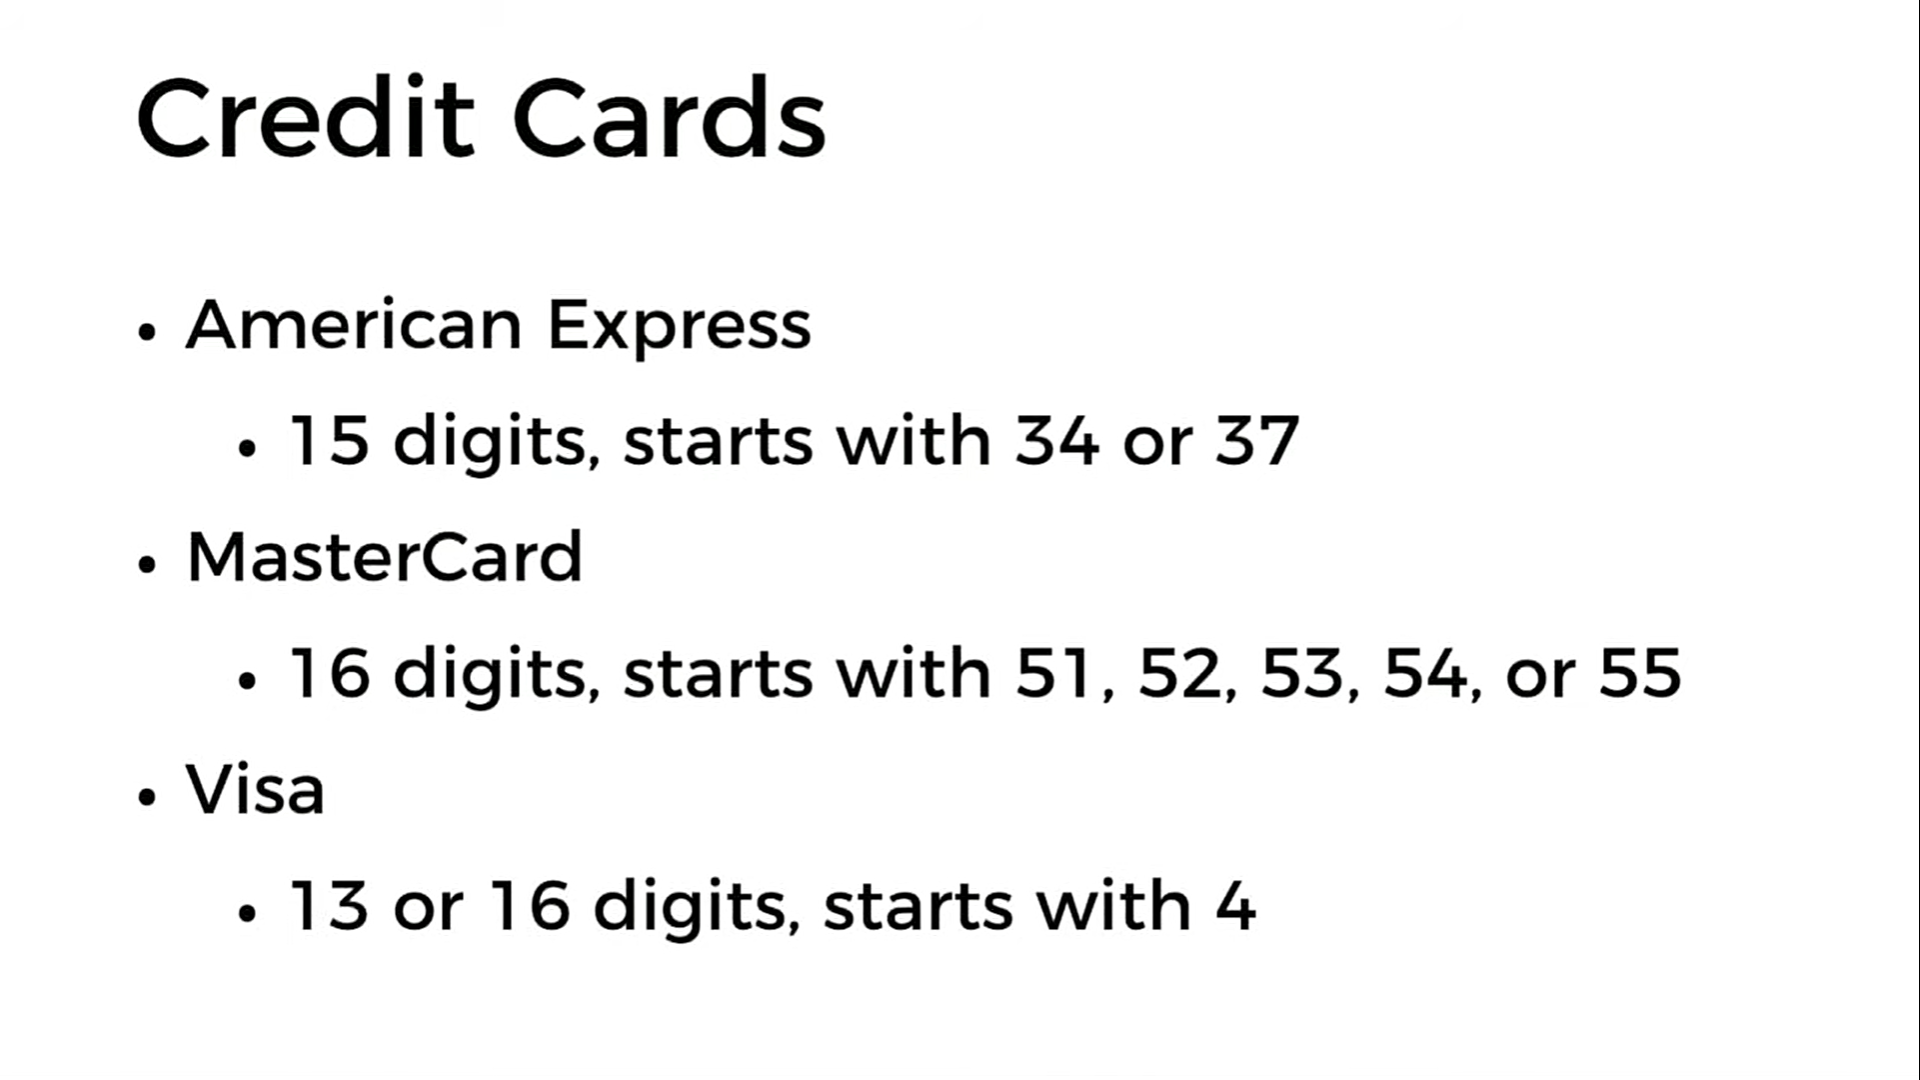 Credit Cards
• American Express
• 15 digits, starts with 34 or 37
• MasterCard
• 16 digits, starts with 51, 52, 53, 54, or 55
• Visa
• 13 or 16 digits, starts with 4